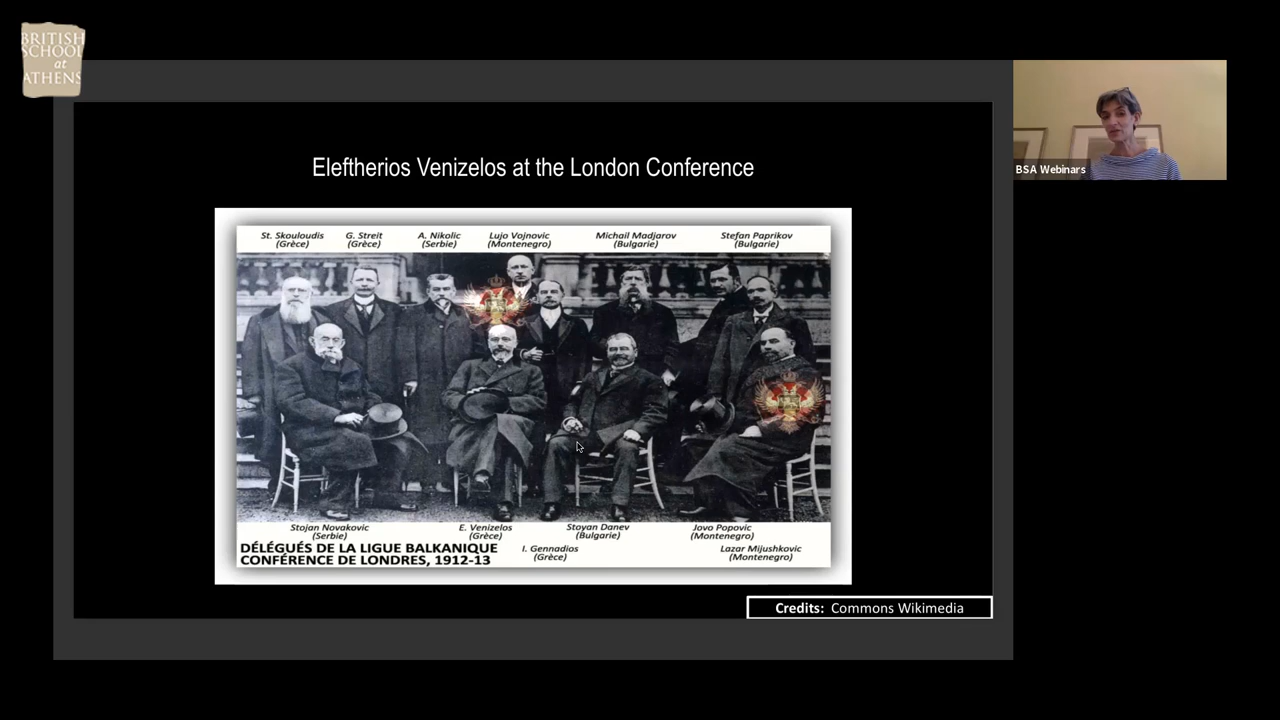 BRITISH
SCHOOL
at
ATHENS
BSA Webinars
Eleftherios Venizelos at the London Conference
St. Skouloudis
(Grèce)
G. Streit
(Grèce)
A. Nikolic
(Serbie)
Lujo Vojnovic
(Montenegro)
Michail Madjarov
(Bulgarie)
Stefan Paprikov
(Bulgarie)
Stojan Novakovic
(Serbie)
E. Venizelos
(Grèce)
Stoyan Danev
(Bulgarie)
Jovo Popovic
(Montenegro)
I. Gennadios
(Grèce)
Lazar Mijushkovic
(Montenegro)
DÉLÉGUÉS DE LA LIGUE BALKANIQUE
CONFÉRENCE DE LONDRES, 1912-13
Credits: Commons Wikimedia